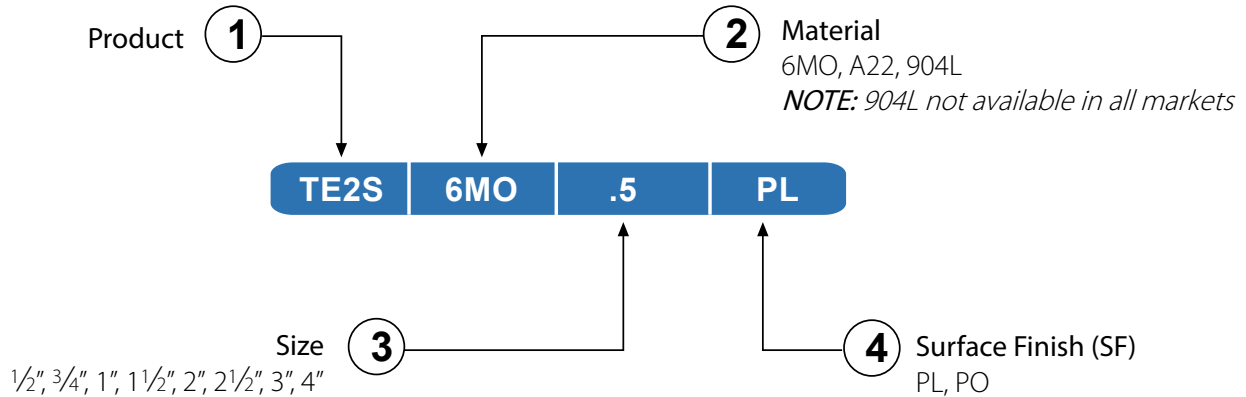 Product 1
2 Material
6MO, A22, 904L
NOTE: 904L not available in all markets
TE2S 6MO .5 PL
Size 3
½", ¾", 1", 1½", 2", 2½", 3", 4"
4 Surface Finish (SF)
PL, PO